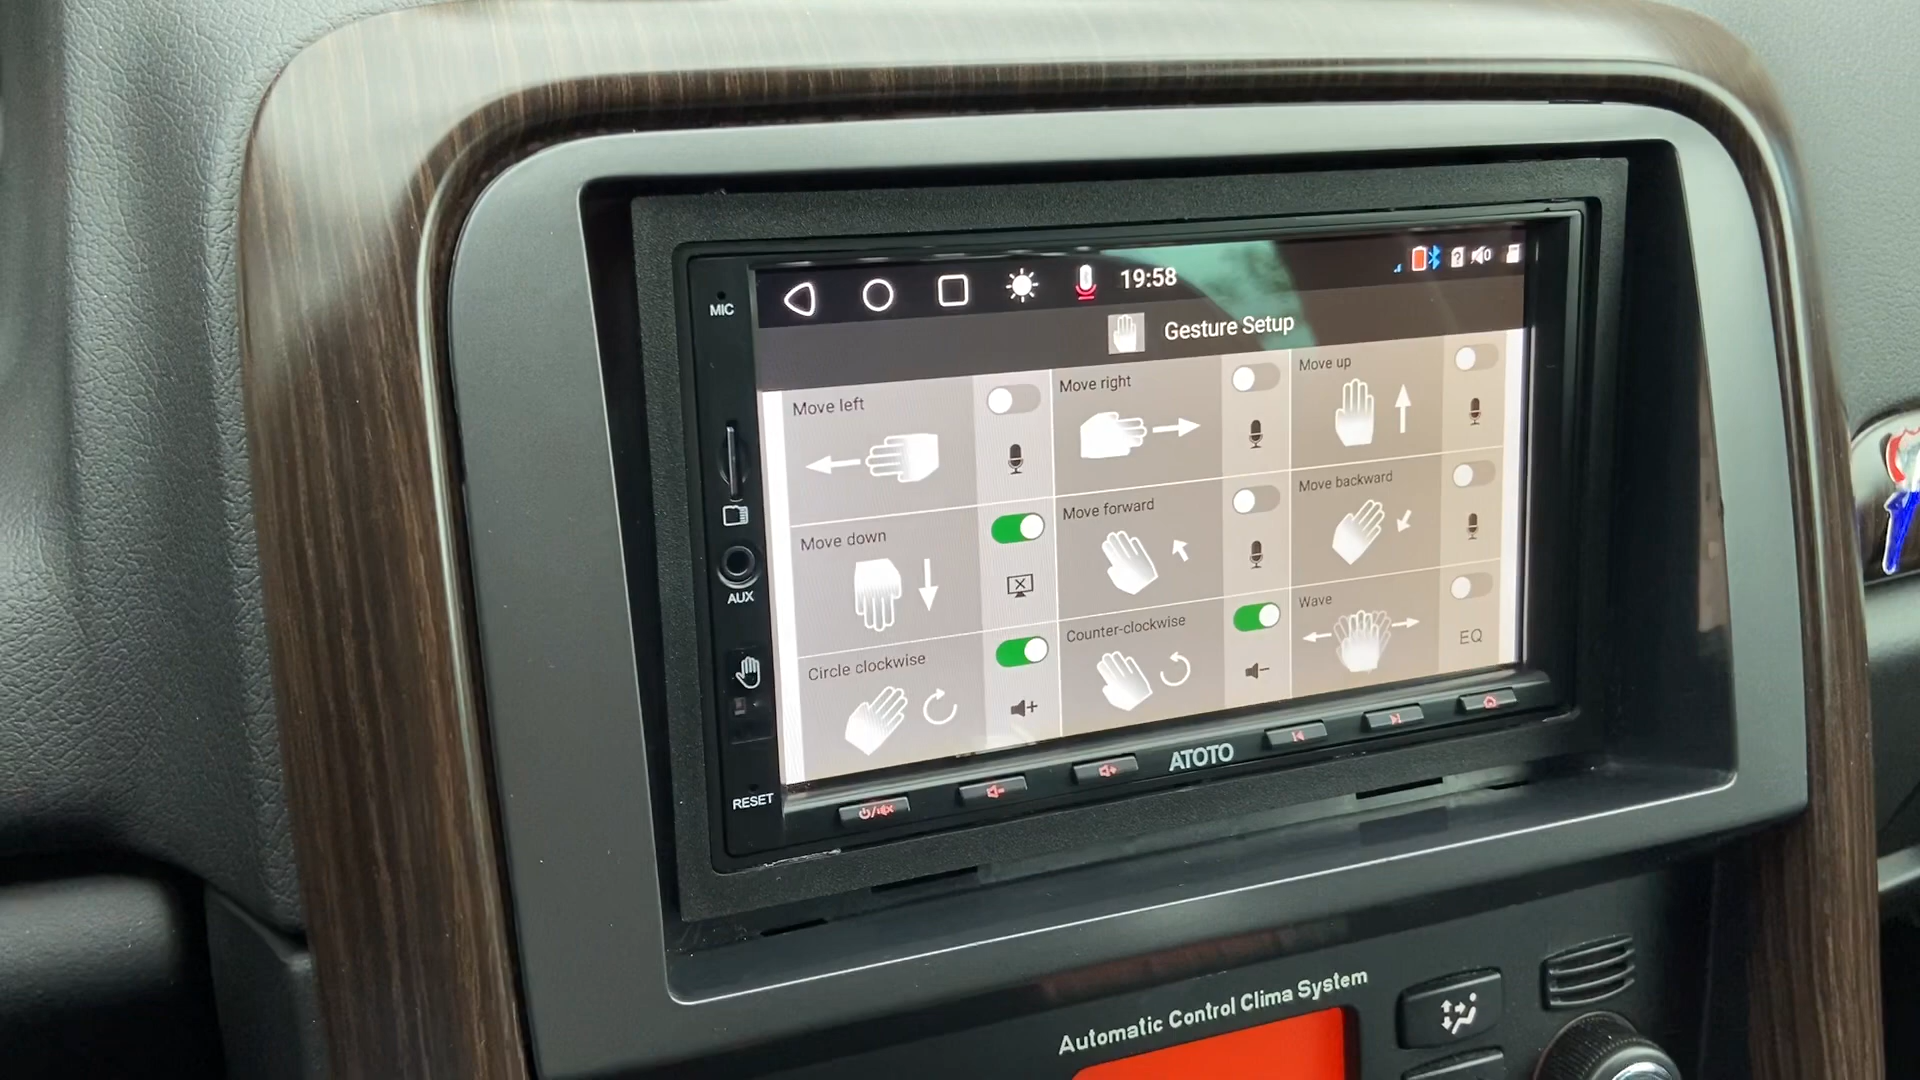 MIC
19:58
Gesture Setup
Move left
Move right
Move up
Move down
Move forward
Move backward
Circle clockwise
Counter-clockwise
Wave
EQ
AUX
RESET
ATOTO
Automatic Control Clima System